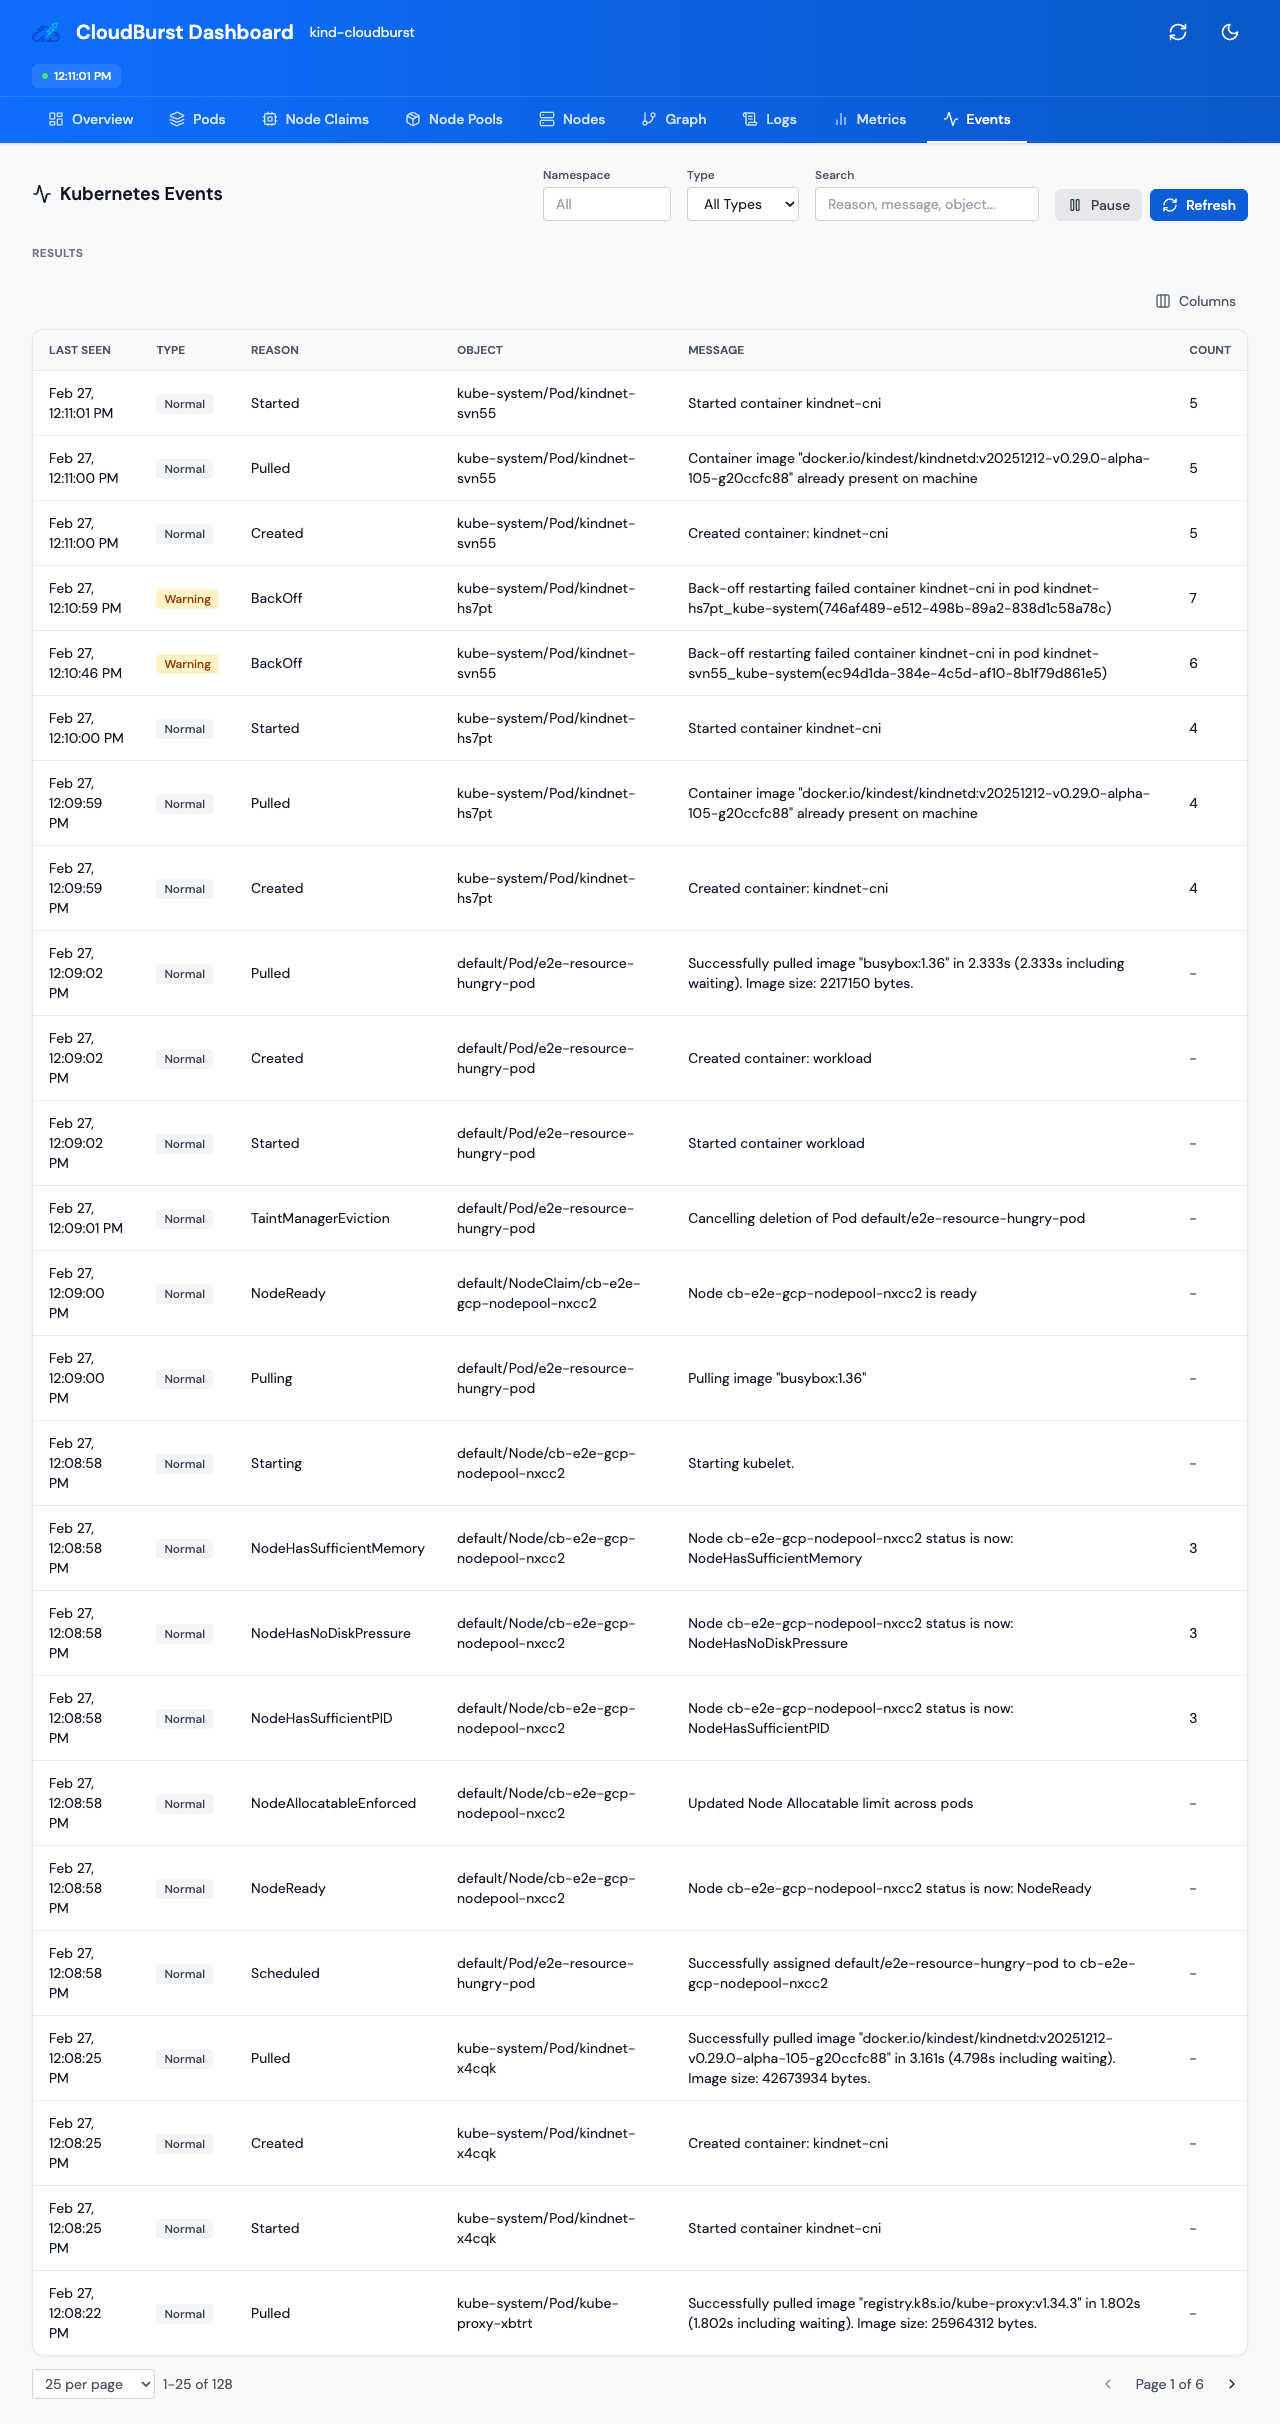 CloudBurst Dashboard kind-cloudburst
12:11:01 PM
Overview Pods Node Claims Node Pools Nodes Graph Logs Metrics Events
Kubernetes Events
Namespace Type Search
All All Types Reason, message, object... Pause Refresh
RESULTS
Columns
LAST SEEN TYPE REASON OBJECT MESSAGE COUNT
Feb 27,
12:11:01 PM
Normal
Started
kube-system/Pod/kindnet-
svn55
Started container kindnet-cni
5
Feb 27,
12:11:00 PM
Normal
Pulled
kube-system/Pod/kindnet-
svn55
Container image "docker.io/kindest/kindnetd:v20251212-v0.29.0-alpha-
105-g20ccfc88" already present on machine
5
Feb 27,
12:11:00 PM
Normal
Created
kube-system/Pod/kindnet-
svn55
Created container: kindnet-cni
5
Feb 27,
12:10:59 PM
Warning
BackOff
kube-system/Pod/kindnet-
hs7pt
Back-off restarting failed container kindnet-cni in pod kindnet-
hs7pt_kube-system(746af489-e512-498b-89a2-838d1c58a78c)
7
Feb 27,
12:10:46 PM
Warning
BackOff
kube-system/Pod/kindnet-
svn55
Back-off restarting failed container kindnet-cni in pod kindnet-
svn55_kube-system(ec94d1da-384e-4c5d-af10-8b1f79d861e5)
6
Feb 27,
12:10:00 PM
Normal
Started
kube-system/Pod/kindnet-
hs7pt
Started container kindnet-cni
4
Feb 27,
12:09:59
PM
Normal
Pulled
kube-system/Pod/kindnet-
hs7pt
Container image "docker.io/kindest/kindnetd:v20251212-v0.29.0-alpha-
105-g20ccfc88" already present on machine
4
Feb 27,
12:09:59
PM
Normal
Created
kube-system/Pod/kindnet-
hs7pt
Created container: kindnet-cni
4
Feb 27,
12:09:02
PM
Normal
Pulled
default/Pod/e2e-resource-
hungry-pod
Successfully pulled image "busybox:1.36" in 2.333s (2.333s including
waiting). Image size: 2217150 bytes.
-
Feb 27,
12:09:02
PM
Normal
Created
default/Pod/e2e-resource-
hungry-pod
Created container: workload
-
Feb 27,
12:09:02
PM
Normal
Started
default/Pod/e2e-resource-
hungry-pod
Started container workload
-
Feb 27,
12:09:01 PM
Normal
TaintManagerEviction
default/Pod/e2e-resource-
hungry-pod
Cancelling deletion of Pod default/e2e-resource-hungry-pod
-
Feb 27,
12:09:00
PM
Normal
NodeReady
default/NodeClaim/cb-e2e-
gcp-nodepool-nxcc2
Node cb-e2e-gcp-nodepool-nxcc2 is ready
-
Feb 27,
12:09:00
PM
Normal
Pulling
default/Pod/e2e-resource-
hungry-pod
Pulling image "busybox:1.36"
-
Feb 27,
12:08:58
PM
Normal
Starting
default/Node/cb-e2e-gcp-
nodepool-nxcc2
Starting kubelet.
-
Feb 27,
12:08:58
PM
Normal
NodeHasSufficientMemory
default/Node/cb-e2e-gcp-
nodepool-nxcc2
Node cb-e2e-gcp-nodepool-nxcc2 status is now:
NodeHasSufficientMemory
3
Feb 27,
12:08:58
PM
Normal
NodeHasNoDiskPressure
default/Node/cb-e2e-gcp-
nodepool-nxcc2
Node cb-e2e-gcp-nodepool-nxcc2 status is now:
NodeHasNoDiskPressure
3
Feb 27,
12:08:58
PM
Normal
NodeHasSufficientPID
default/Node/cb-e2e-gcp-
nodepool-nxcc2
Node cb-e2e-gcp-nodepool-nxcc2 status is now:
NodeHasSufficientPID
3
Feb 27,
12:08:58
PM
Normal
NodeAllocatableEnforced
default/Node/cb-e2e-gcp-
nodepool-nxcc2
Updated Node Allocatable limit across pods
-
Feb 27,
12:08:58
PM
Normal
NodeReady
default/Node/cb-e2e-gcp-
nodepool-nxcc2
Node cb-e2e-gcp-nodepool-nxcc2 status is now: NodeReady
-
Feb 27,
12:08:58
PM
Normal
Scheduled
default/Pod/e2e-resource-
hungry-pod
Successfully assigned default/e2e-resource-hungry-pod to cb-e2e-
gcp-nodepool-nxcc2
-
Feb 27,
12:08:25
PM
Normal
Pulled
kube-system/Pod/kindnet-
x4cqk
Successfully pulled image "docker.io/kindest/kindnetd:v20251212-
v0.29.0-alpha-105-g20ccfc88" in 3.161s (4.798s including waiting).
Image size: 42673934 bytes.
-
Feb 27,
12:08:25
PM
Normal
Created
kube-system/Pod/kindnet-
x4cqk
Created container: kindnet-cni
-
Feb 27,
12:08:25
PM
Normal
Started
kube-system/Pod/kindnet-
x4cqk
Started container kindnet-cni
-
Feb 27,
12:08:22
PM
Normal
Pulled
kube-system/Pod/kube-
proxy-xbtrt
Successfully pulled image "registry.k8s.io/kube-proxy:v1.34.3" in 1.802s
(1.802s including waiting). Image size: 25964312 bytes.
-
25 per page 1-25 of 128 Page 1 of 6